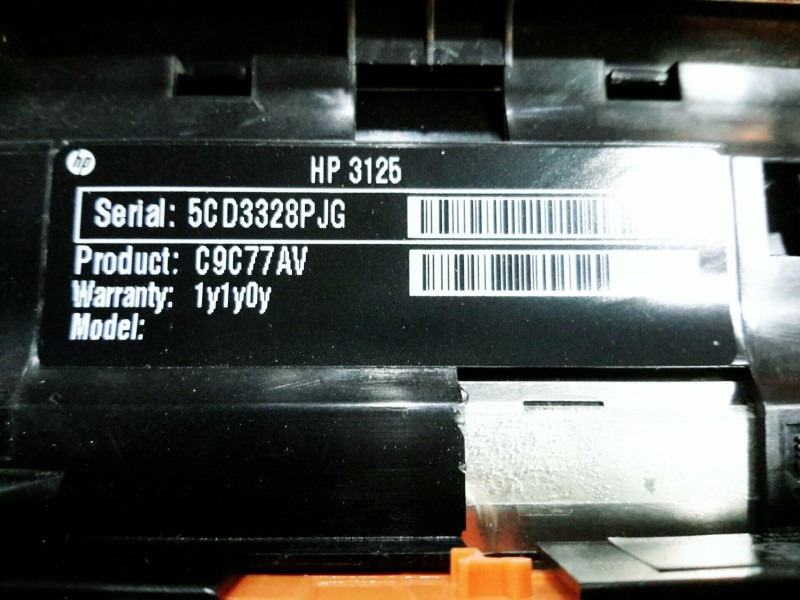 hp
HP 3125
Serial: 5CD3328PJG
Product: C9C77AV
Warranty: 1y1y0y
Model: